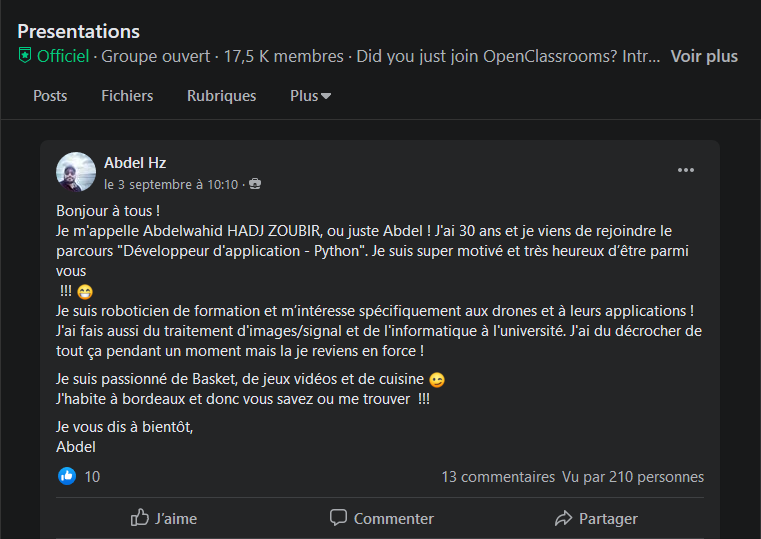 Presentations
Officiel · Groupe ouvert · 17,5 K membres · Did you just join OpenClassrooms? Intr... Voir plus
Posts Fichiers Rubriques Plus
Abdel Hz
le 3 septembre à 10:10 ·
Bonjour à tous !
Je m'appelle Abdelwahid HADJ ZOUBIR, ou juste Abdel ! J'ai 30 ans et je viens de rejoindre le
parcours "Développeur d'application - Python". Je suis super motivé et très heureux d’être parmi
vous
!!! 😁
Je suis roboticien de formation et m’intéresse spécifiquement aux drones et à leurs applications !
J'ai fais aussi du traitement d'images/signal et de l'informatique à l'université. J'ai du décrocher de
tout ça pendant un moment mais la je reviens en force !
Je suis passionné de Basket, de jeux vidéos et de cuisine 😉
J'habite à bordeaux et donc vous savez ou me trouver !!!
Je vous dis à bientôt,
Abdel
10 13 commentaires Vu par 210 personnes
J’aime Commenter Partager